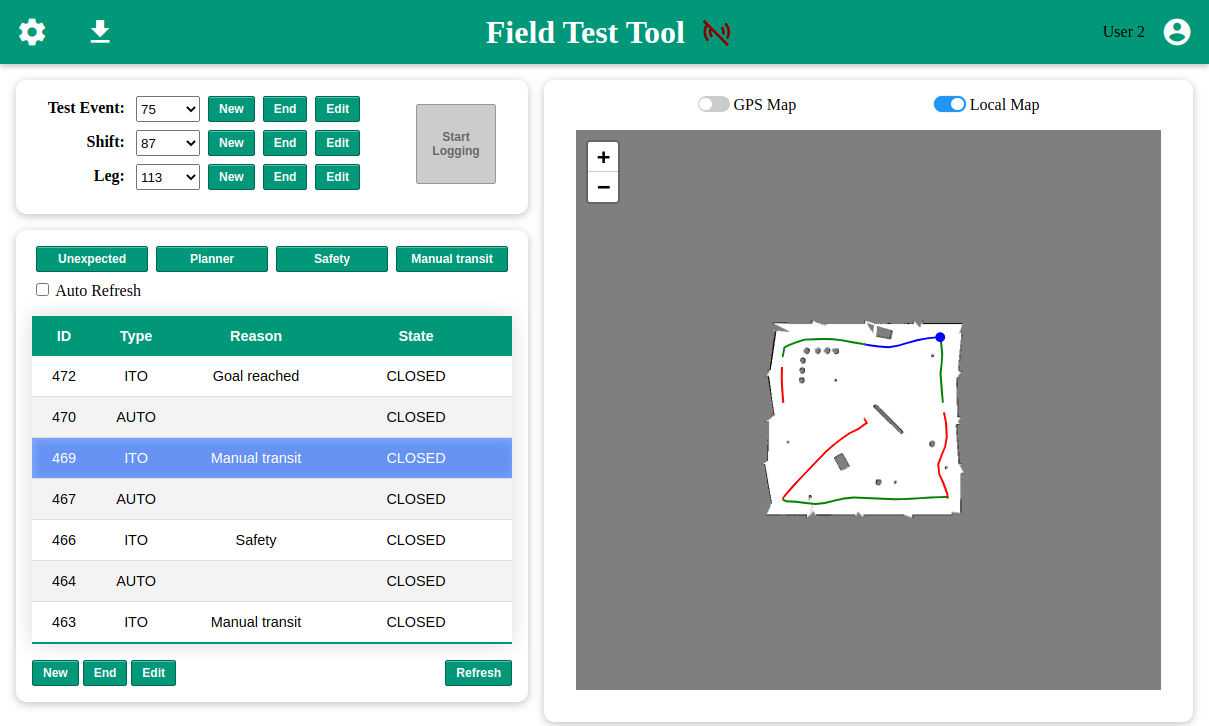 Field Test Tool
User 2
Test Event: 75 New End Edit
Shift: 87 New End Edit
Leg: 113 New End Edit
Start
Logging
Unexpected Planner Safety Manual transit
Auto Refresh
ID Type Reason State
472 ITO Goal reached CLOSED
470 AUTO CLOSED
469 ITO Manual transit CLOSED
467 AUTO CLOSED
466 ITO Safety CLOSED
464 AUTO CLOSED
463 ITO Manual transit CLOSED
New End Edit Refresh
GPS Map Local Map
+
−